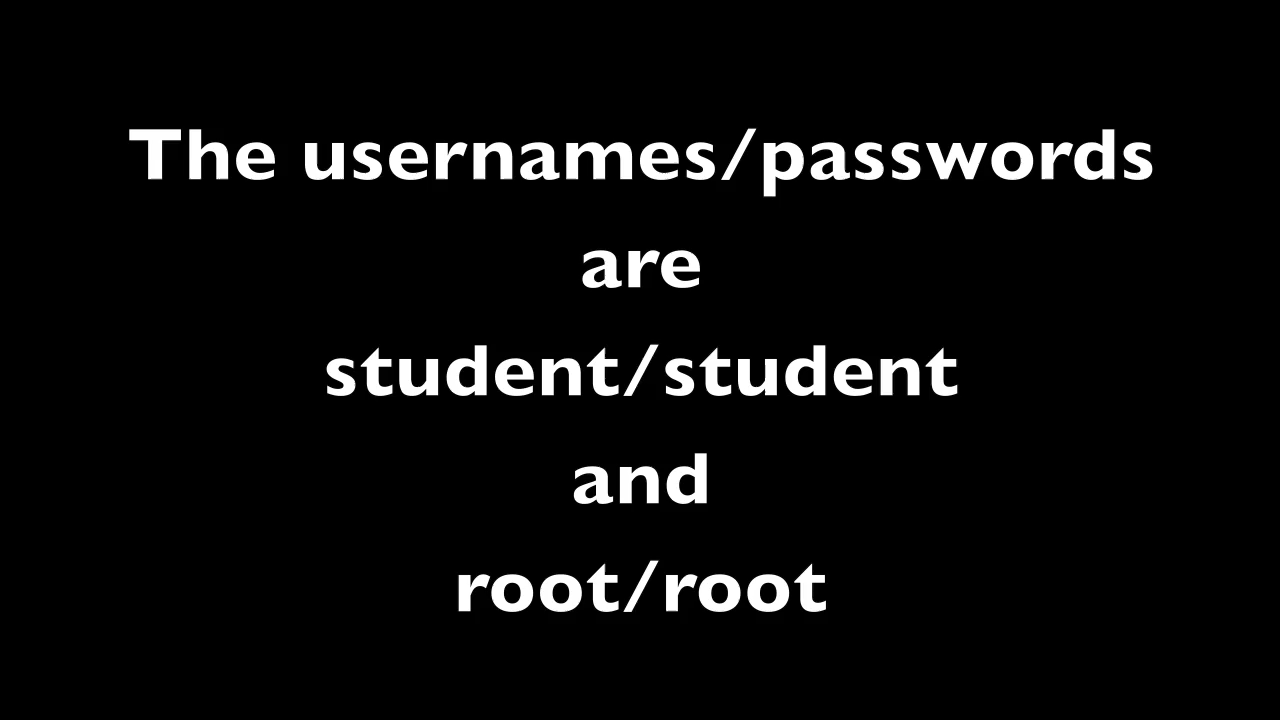 The usernames/passwords
are
student/student
and
root/root